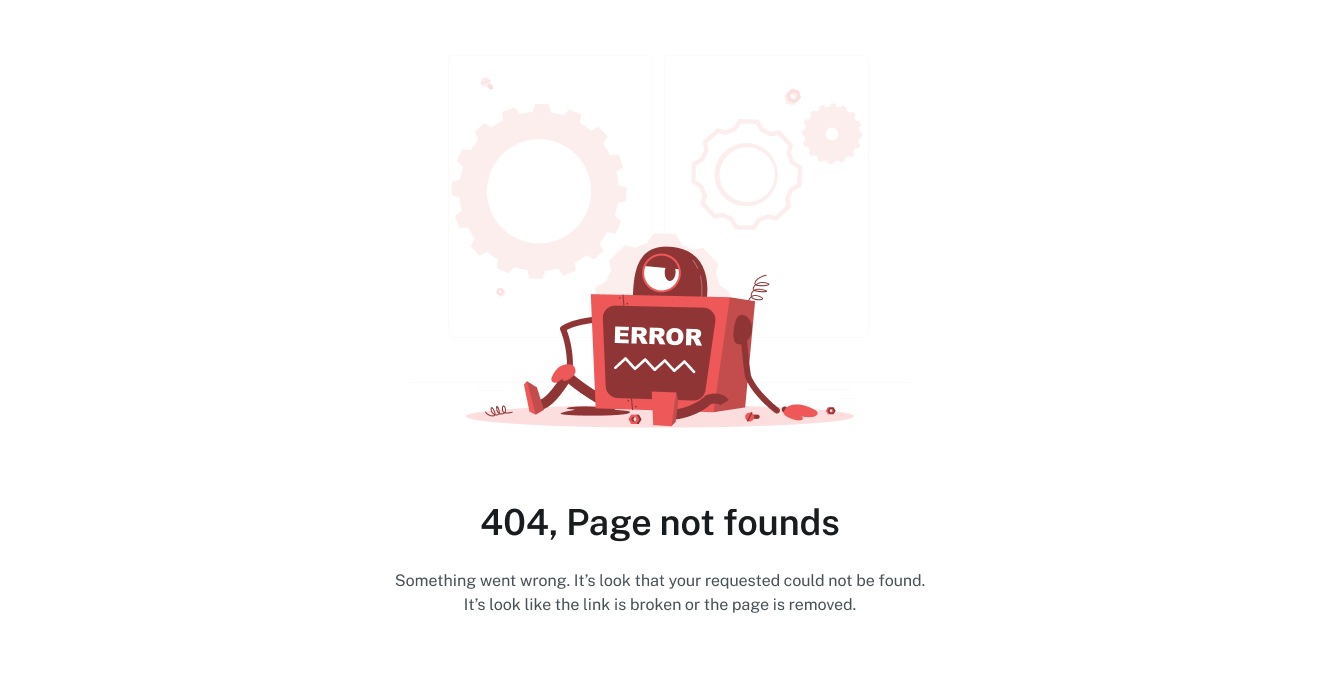 ERROR
404, Page not founds
Something went wrong. It’s look that your requested could not be found.
It’s look like the link is broken or the page is removed.